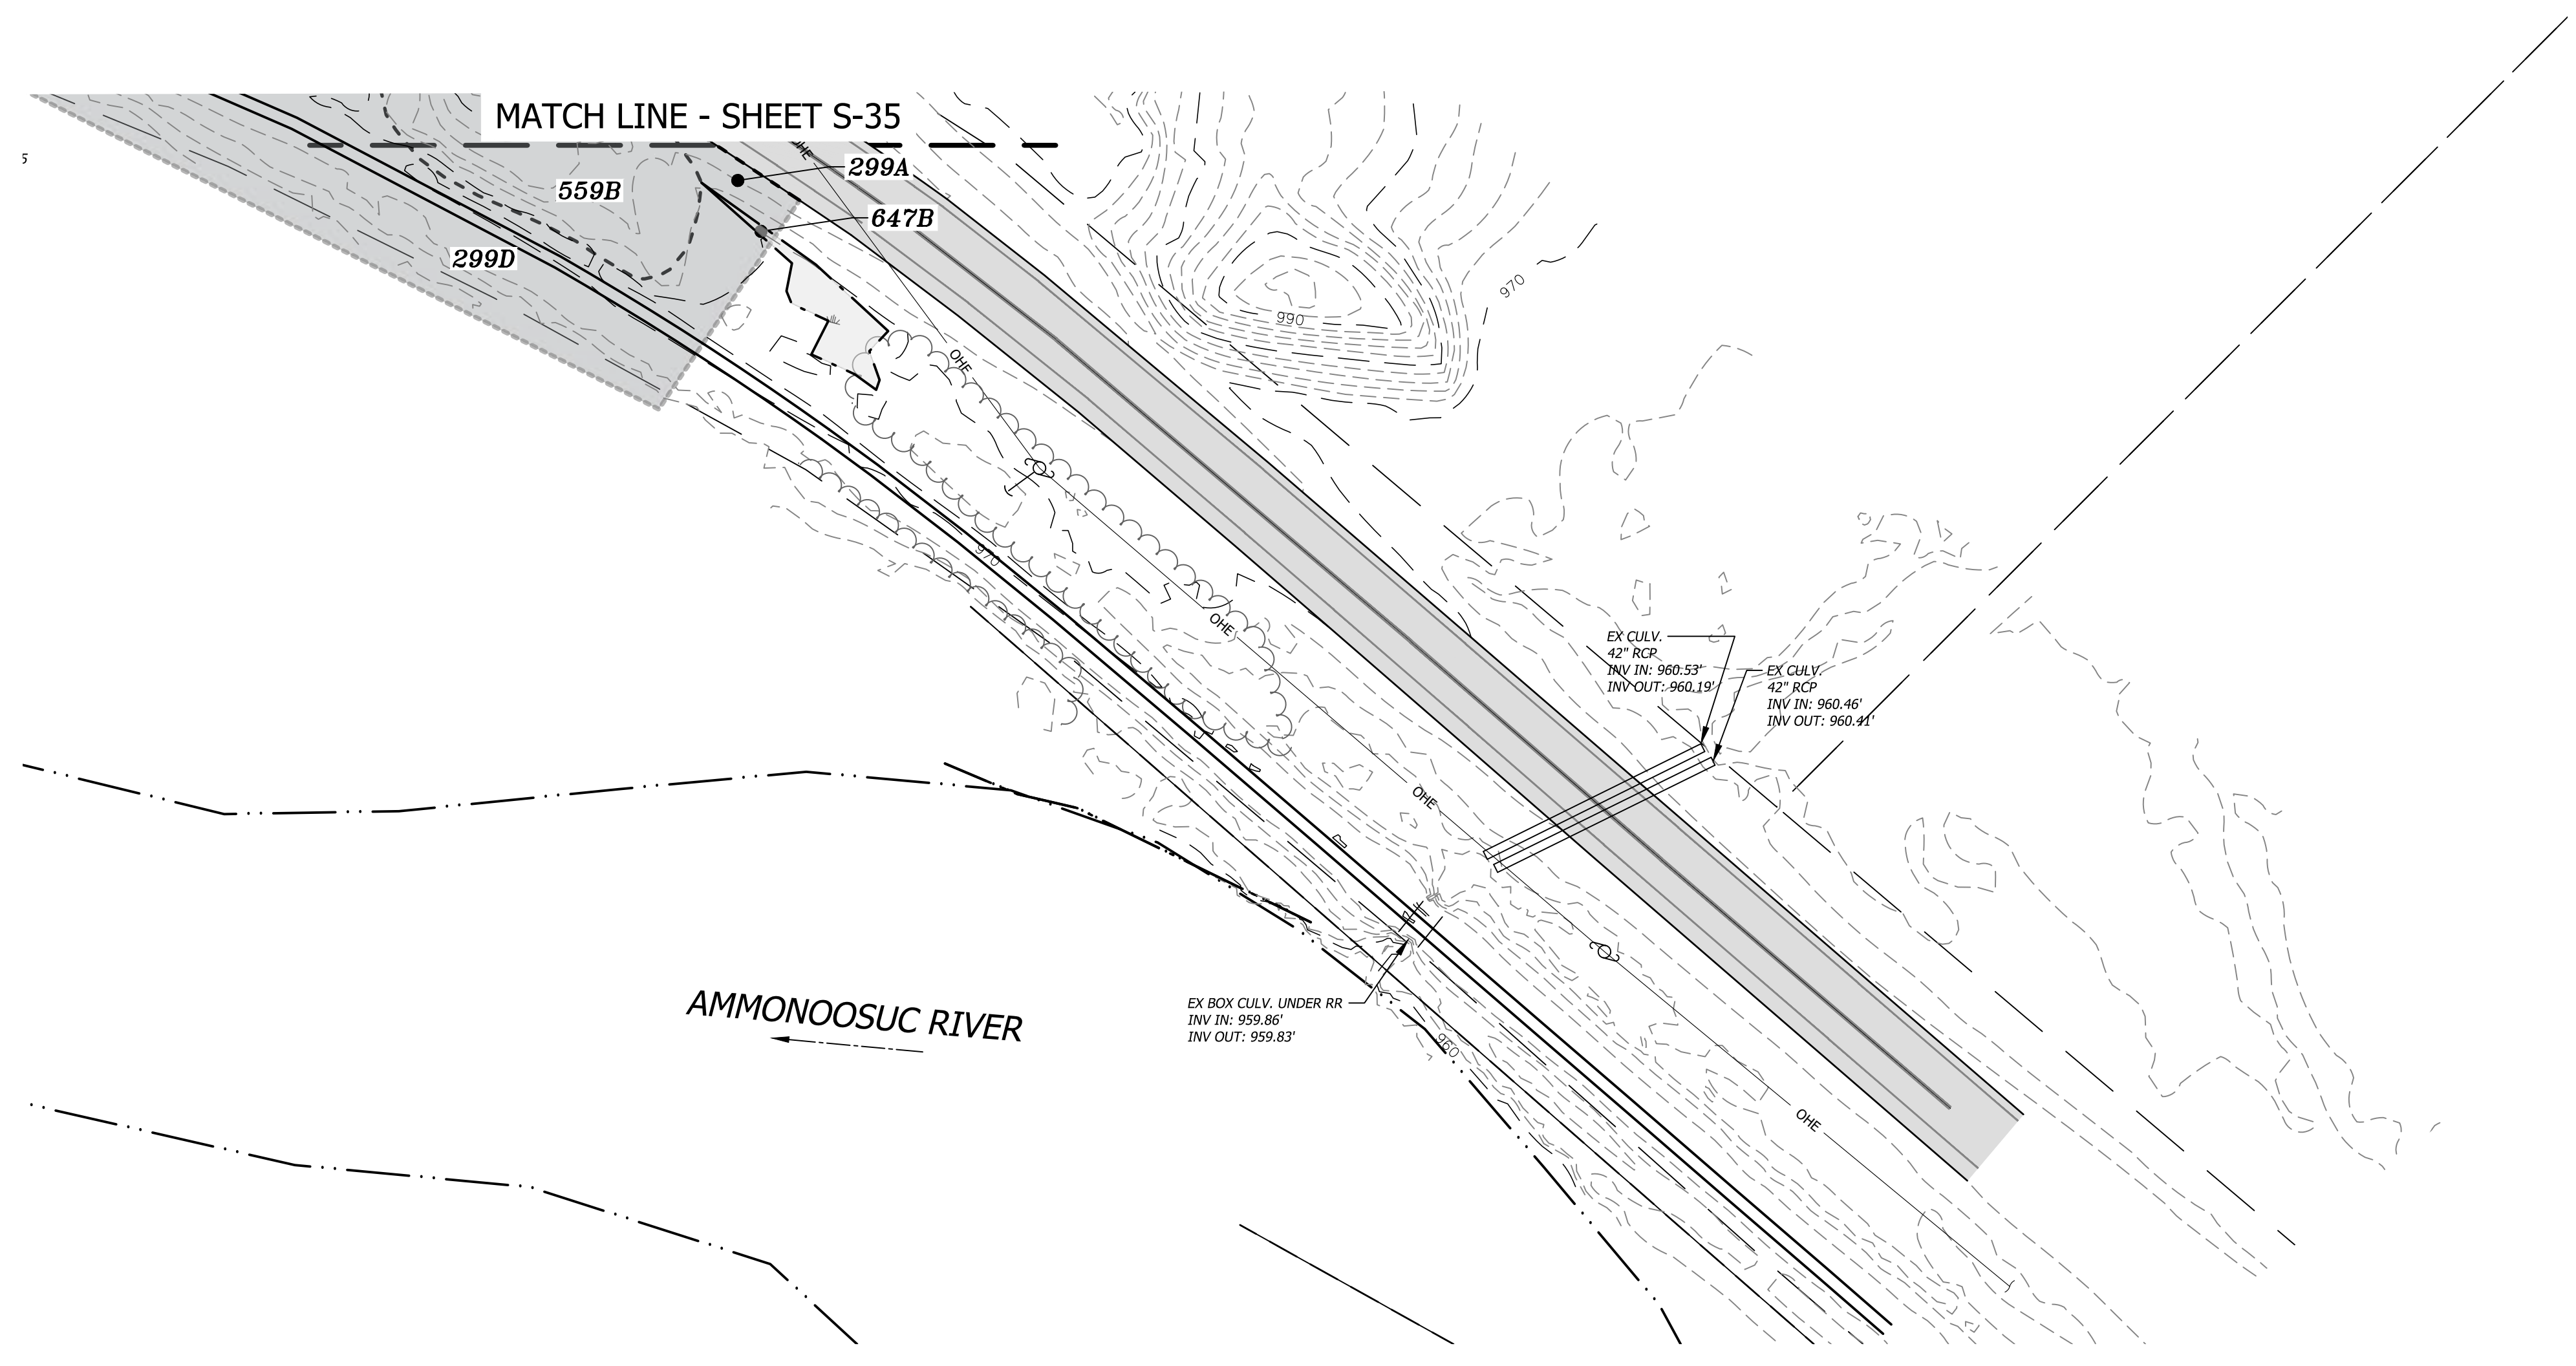 MATCH LINE - SHEET S-35
5
OHE
299A
559B
647B
299D
970
990
OHE
970
OHE
EX CULV.
42" RCP
INV IN: 960.53'
INV OUT: 960.19'
EX CULV.
42" RCP
INV IN: 960.46'
INV OUT: 960.41'
OHE
AMMONOOSUC RIVER
EX BOX CULV. UNDER RR
INV IN: 959.86'
INV OUT: 959.83'
960
OHE